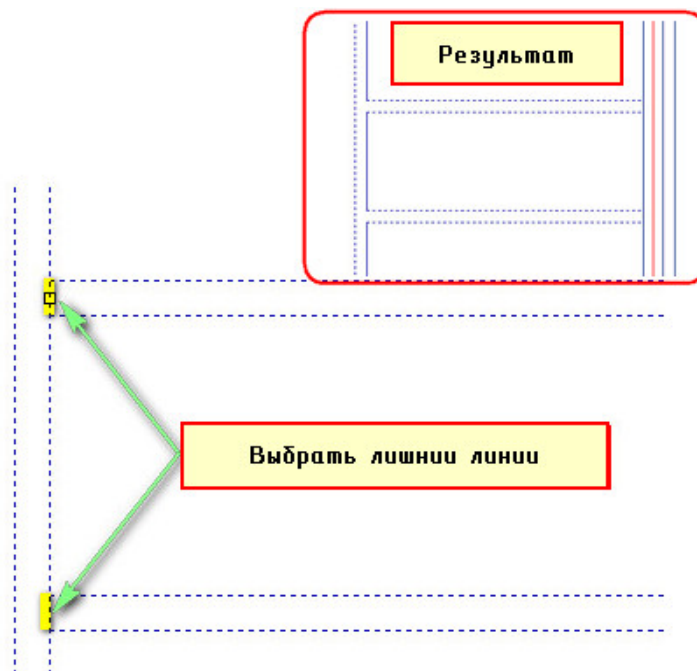 Результат
Выбрать лишнии линии